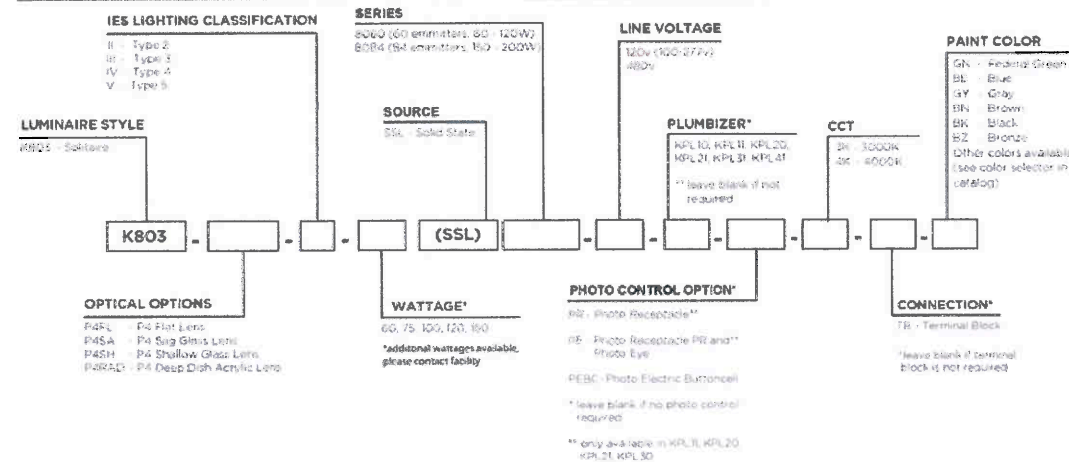 IES LIGHTING CLASSIFICATION
II - Type 2
III - Type 3
IV - Type 4
V - Type 5
SERIES
8060 (60 emmitters, 80 - 120W)
8084 (84 emmitters, 150 - 200W)
LINE VOLTAGE
120v (100-277v)
480v
PAINT COLOR
GN - Federal Green
BE - Blue
GY - Gray
BN - Brown
BK - Black
BZ - Bronze
Other colors available
(see color selector in
catalog)
LUMINAIRE STYLE
K803 - Solitaire
SOURCE
SSL - Solid State
PLUMBIZER*
KPL10, KPL11, KPL20,
KPL21, KPL31, KPL41
** leave blank if not
required
CCT
3K - 3000K
4K - 4000K
K803 - - - (SSL) - - - - - -
OPTICAL OPTIONS
P4FL - P4 Flat Lens
P4SA - P4 Sag Glass Lens
P4SH - P4 Shallow Glass Lens
P4RAD - P4 Deep Dish Acrylic Lens
WATTAGE*
60, 75, 100, 120, 150
*additonal wattages available,
please contact facility
PHOTO CONTROL OPTION*
PR - Photo Receptacle**
PE - Photo Receptacle PR and**
Photo Eye
PEBC - Photo Electric Buttoncell
* leave blank if no photo control
required
** only available in KPL11, KPL20
KPL21, KPL30
CONNECTION*
TB - Terminal Block
*leave blank if terminal
block is not required